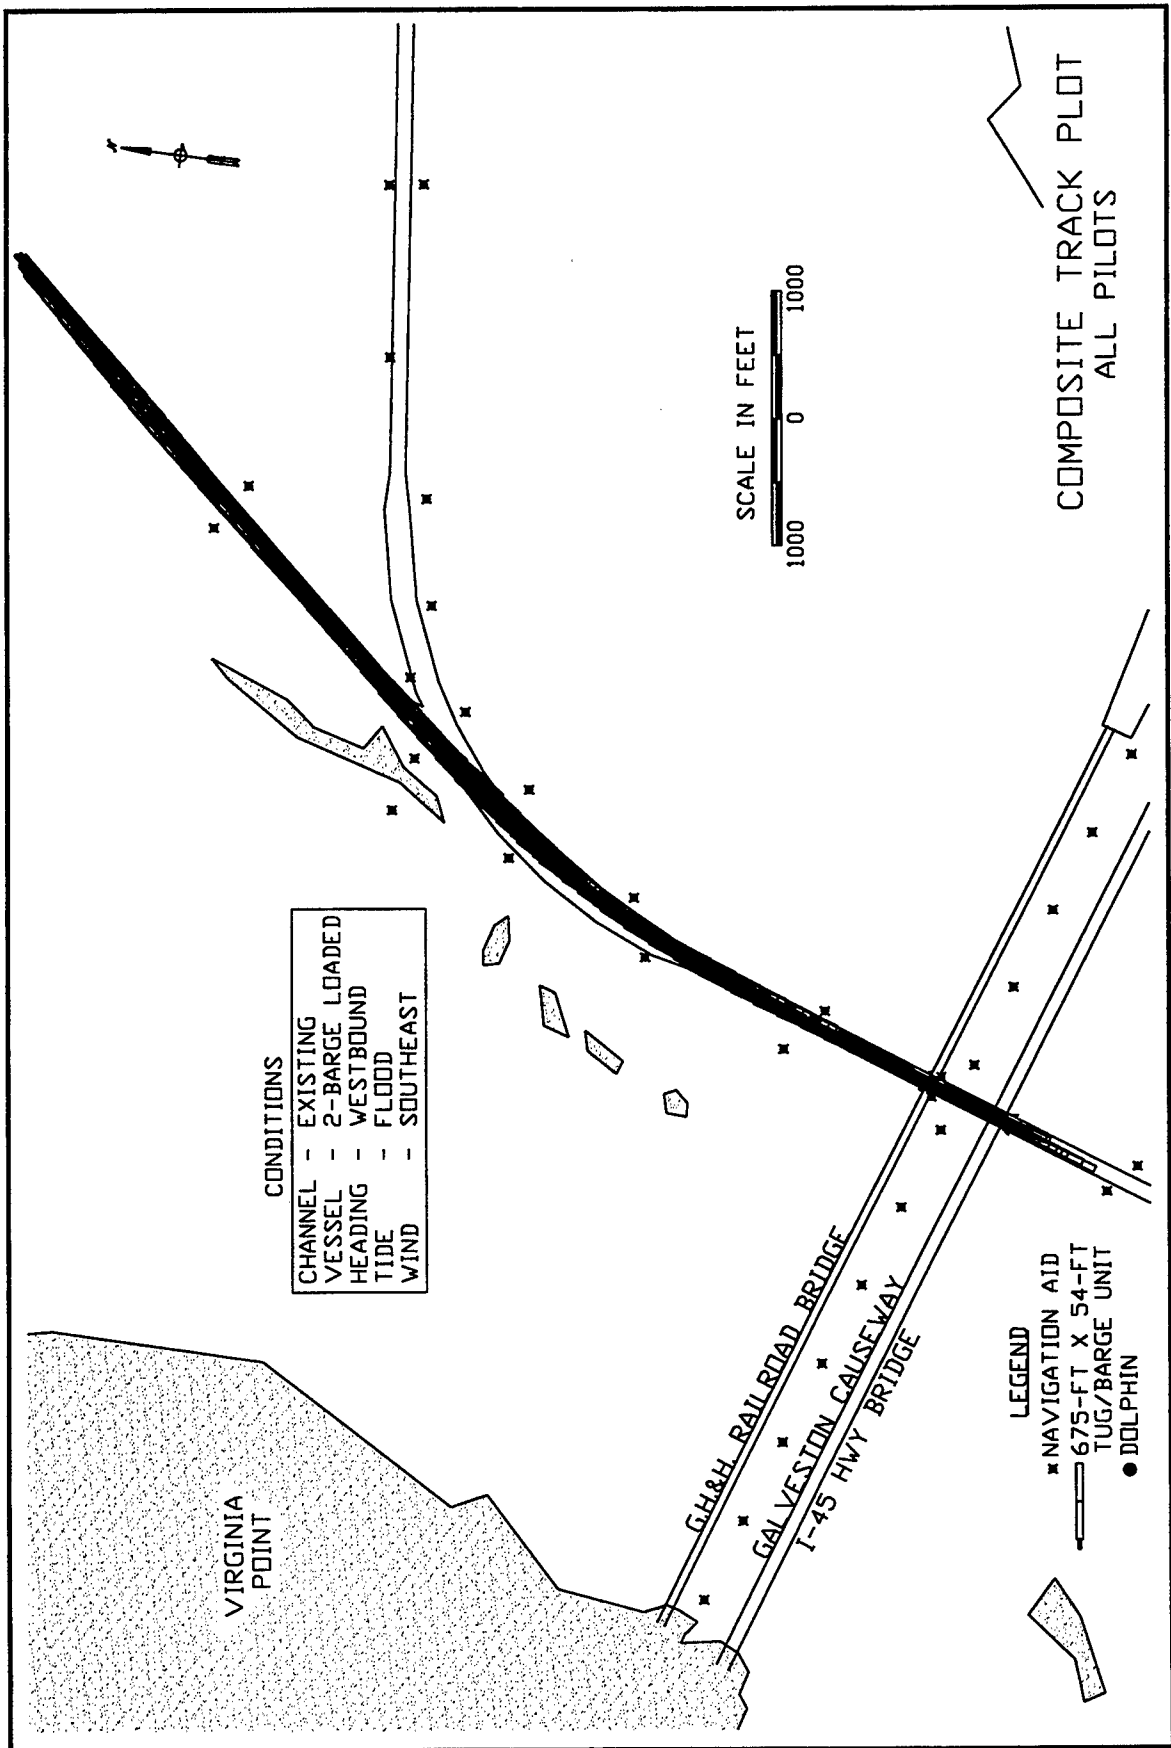 VIRGINIA
POINT
CONDITIONS
CHANNEL - EXISTING
VESSEL - 2-BARGE LOADED
HEADING - WESTBOUND
TIDE - FLOOD
WIND - SOUTHEAST
N
G.H.&H. RAILROAD BRIDGE
GALVESTON CAUSEWAY
I-45 HWY BRIDGE
SCALE IN FEET
1000 0 1000
LEGEND
NAVIGATION AID
675-FT X 54-FT
TUG/BARGE UNIT
DOLPHIN
COMPOSITE TRACK PLOT
ALL PILOTS